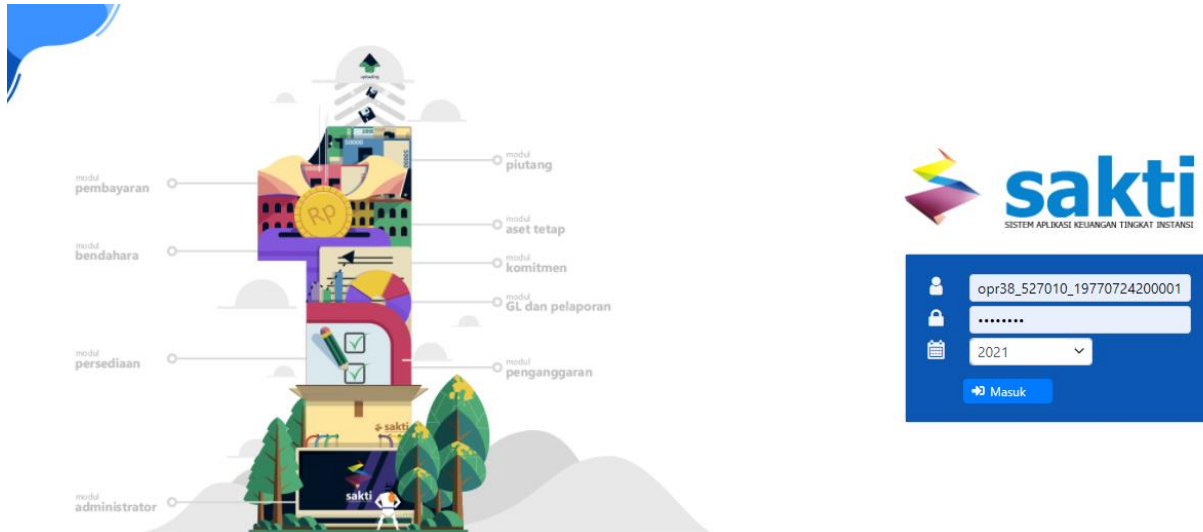 uploading
modul
piutang
modul
pembayaran
Rp
modul
aset tetap
modul
bendahara
modul
komitmen
modul
GL dan pelaporan
modul
persediaan
modul
penganggaran
sakti
sakti
modul
administrator
sakti
SISTEM APLIKASI KEUANGAN TINGKAT INSTANSI
opr38_527010_19770724200001
••••••••
2021
Masuk